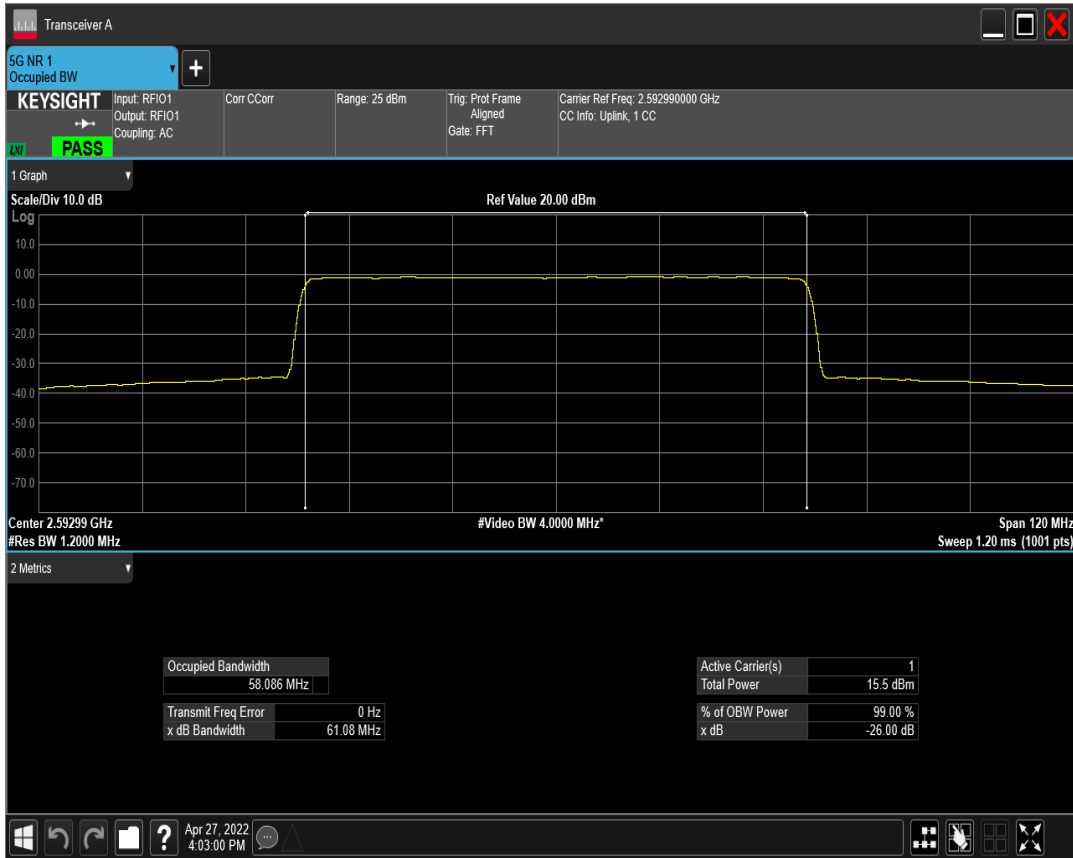 Transceiver A
5G NR 1
Occupied BW
KEYSIGHT
LXI
PASS
Input: RFIO1
Output: RFIO1
Coupling: AC
Corr CCorr
Range: 25 dBm
Trig: Prot Frame
Aligned
Gate: FFT
Carrier Ref Freq: 2.592990000 GHz
CC Info: Uplink, 1 CC
1 Graph
Scale/Div 10.0 dB
Ref Value 20.00 dBm
Log
10.0
0.00
-10.0
-20.0
-30.0
-40.0
-50.0
-60.0
-70.0
Center 2.59299 GHz
#Video BW 4.0000 MHz*
Span 120 MHz
#Res BW 1.2000 MHz
Sweep 1.20 ms (1001 pts)
2 Metrics
Occupied Bandwidth
58.086 MHz
Transmit Freq Error 0 Hz
x dB Bandwidth 61.08 MHz
Active Carrier(s) 1
Total Power 15.5 dBm
% of OBW Power 99.00 %
x dB -26.00 dB
?
Apr 27, 2022
4:03:00 PM